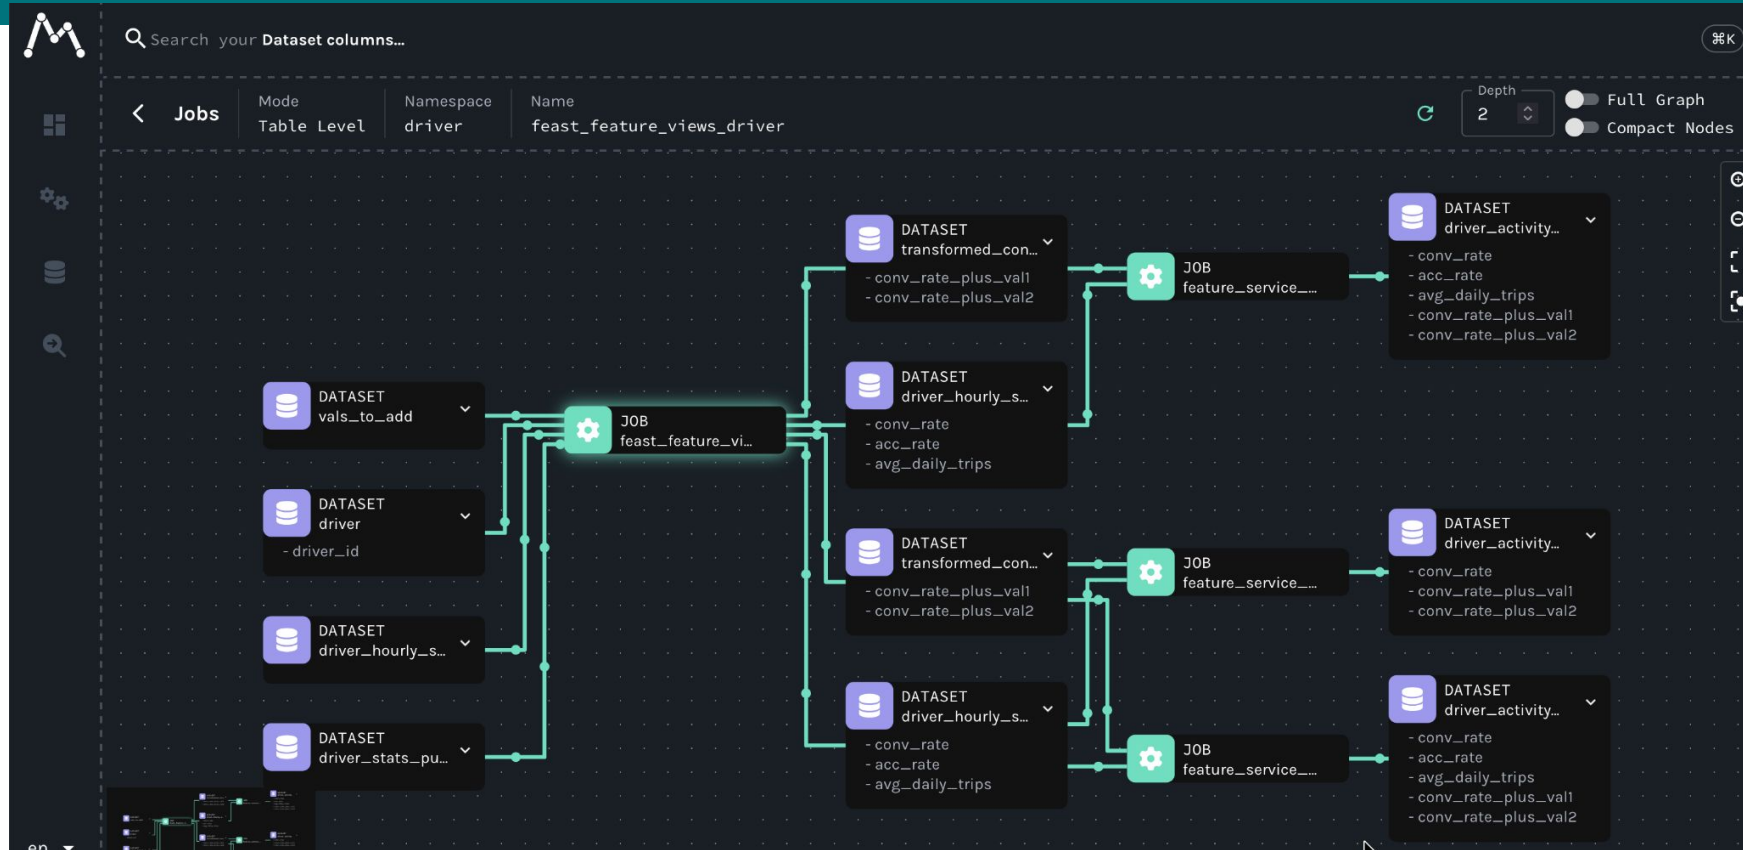 Search your Dataset columns...
⌘K
Jobs
Mode
Table Level
Namespace
driver
Name
feast_feature_views_driver
Depth
2
Full Graph
Compact Nodes
DATASET
vals_to_add
DATASET
driver
- driver_id
DATASET
driver_hourly_s...
DATASET
driver_stats_pu...
JOB
feast_feature_vi...
DATASET
transformed_con...
- conv_rate_plus_val1
- conv_rate_plus_val2
DATASET
driver_hourly_s...
- conv_rate
- acc_rate
- avg_daily_trips
DATASET
transformed_con...
- conv_rate_plus_val1
- conv_rate_plus_val2
DATASET
driver_hourly_s...
- conv_rate
- acc_rate
- avg_daily_trips
JOB
feature_service_...
JOB
feature_service_...
JOB
feature_service_...
DATASET
driver_activity...
- conv_rate
- acc_rate
- avg_daily_trips
- conv_rate_plus_val1
- conv_rate_plus_val2
DATASET
driver_activity...
- conv_rate
- conv_rate_plus_val1
- conv_rate_plus_val2
DATASET
driver_activity...
- conv_rate
- acc_rate
- avg_daily_trips
- conv_rate_plus_val1
- conv_rate_plus_val2
en